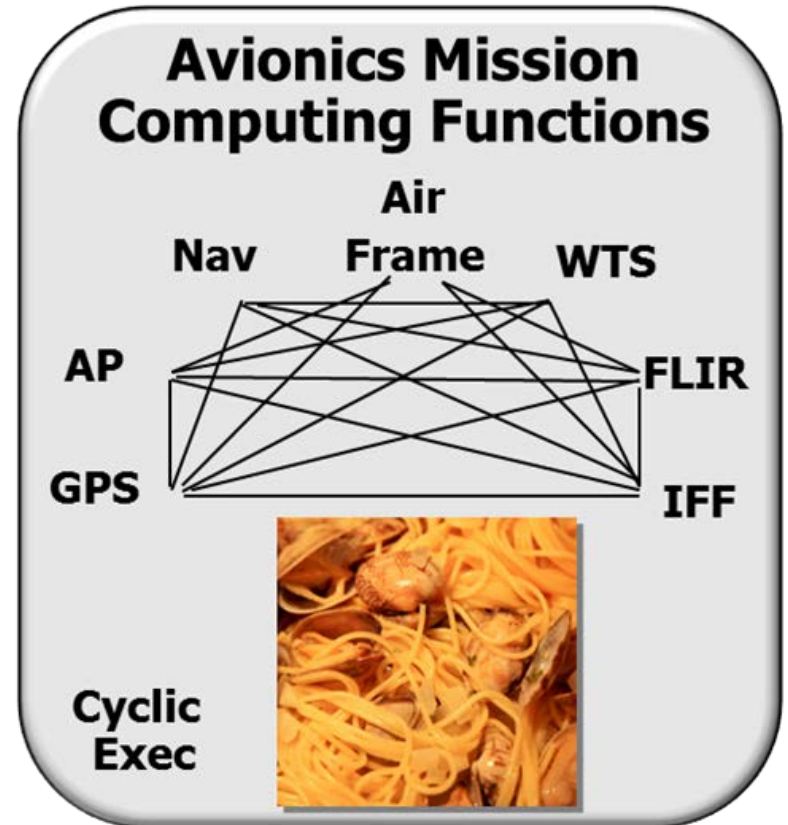 Avionics Mission
Computing Functions
Air
Nav Frame WTS
AP FLIR
GPS IFF
Cyclic
Exec